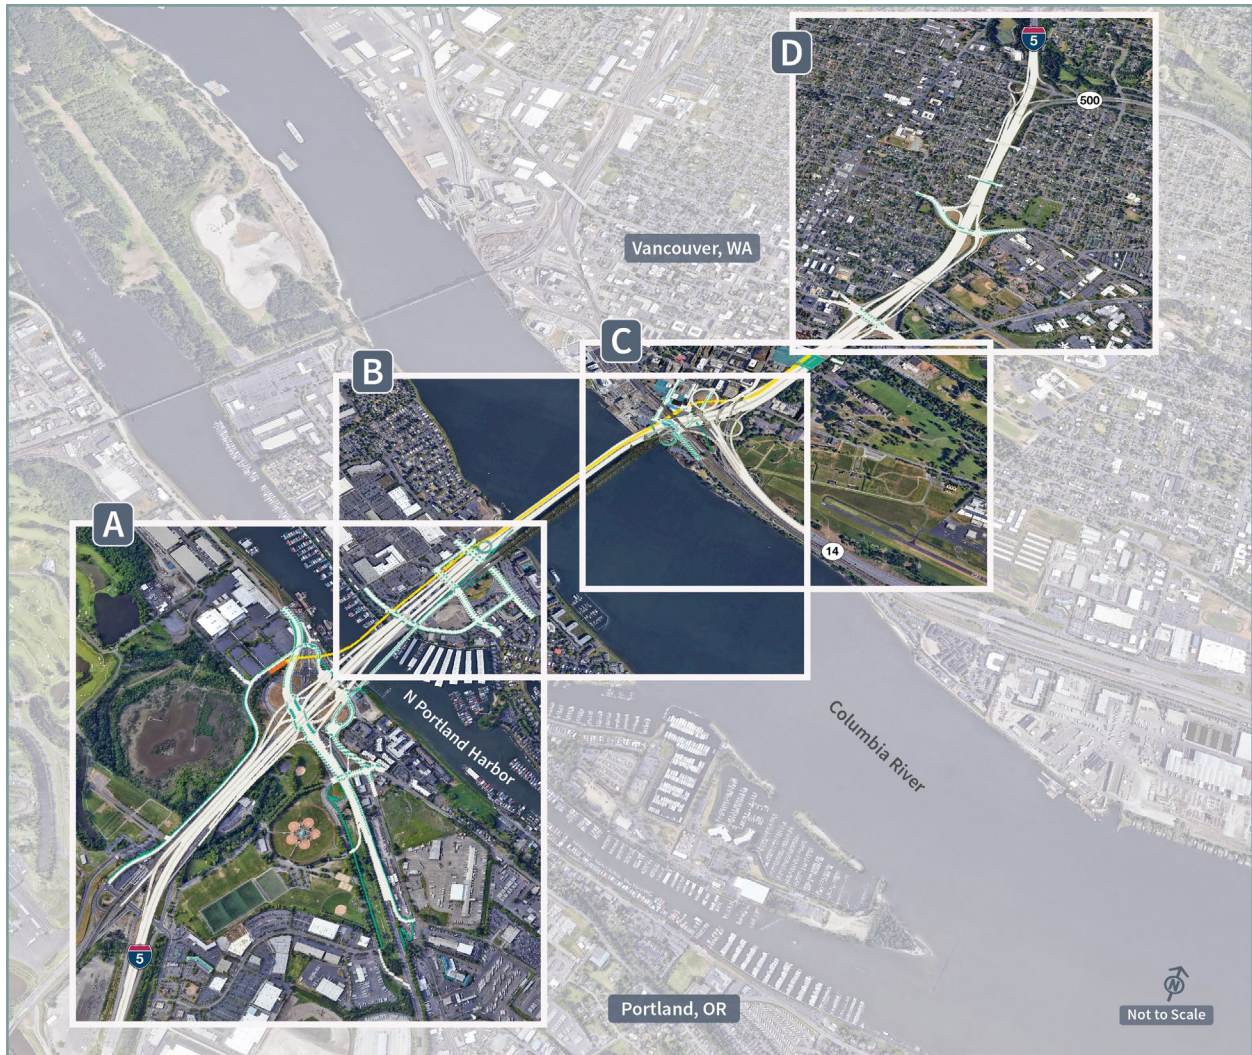 5
D
500
Vancouver, WA
C
B
A
14
N Portland Harbor
Columbia River
5
Portland, OR
N
Not to Scale